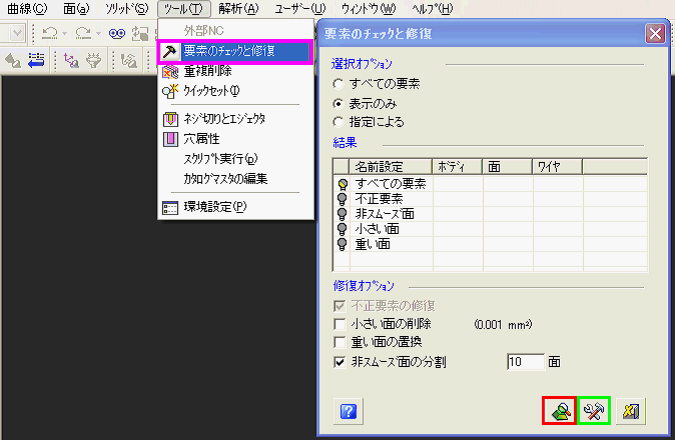 曲線(C) 面(a) ソリッド(S) ツール(T) 解析(A) ユーザー(U) ウィンドウ(W) ヘルプ(H)
外部NC
要素のチェックと修復
重複削除
クイックセット(I)
ネジ切りとエジェクタ
穴属性
スクリプト実行(p)
カタログマスタの編集
環境設定(P)
要素のチェックと修復
選択オプション
すべての要素
表示のみ
指定による
結果
名前設定 ボディ 面 ワイヤ
すべての要素
不正要素
非スムーズ面
小さい面
重い面
修復オプション
不正要素の修復
小さい面の削除 (0.001 mm²)
重い面の置換
非スムーズ面の分割 10 面